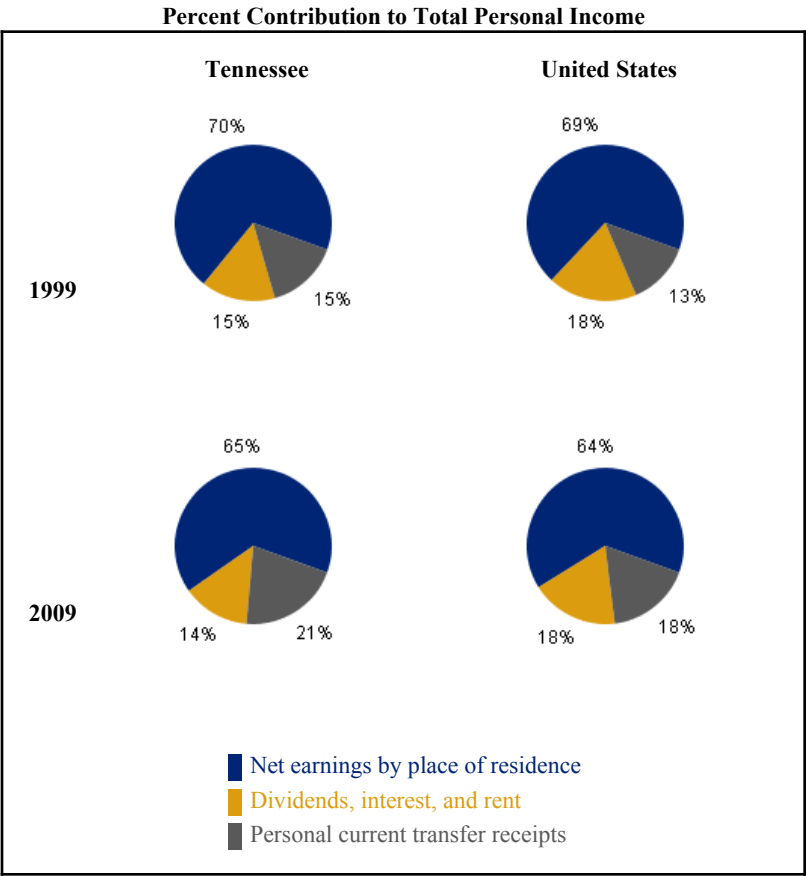 Percent Contribution to Total Personal Income
Tennessee United States
70% 69%
1999
15% 15% 18% 13%
65% 64%
2009
14% 21% 18% 18%
Net earnings by place of residence
Dividends, interest, and rent
Personal current transfer receipts